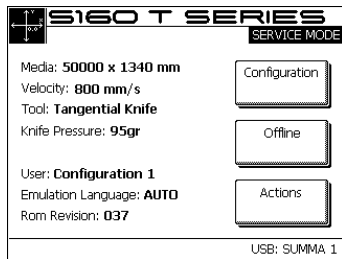 S160 T SERIES
SERVICE MODE
Media: 50000 x 1340 mm
Velocity: 800 mm/s
Tool: Tangential Knife
Knife Pressure: 95gr
User: Configuration 1
Emulation Language: AUTO
Rom Revision: 037
Configuration
Offline
Actions
USB: SUMMA 1